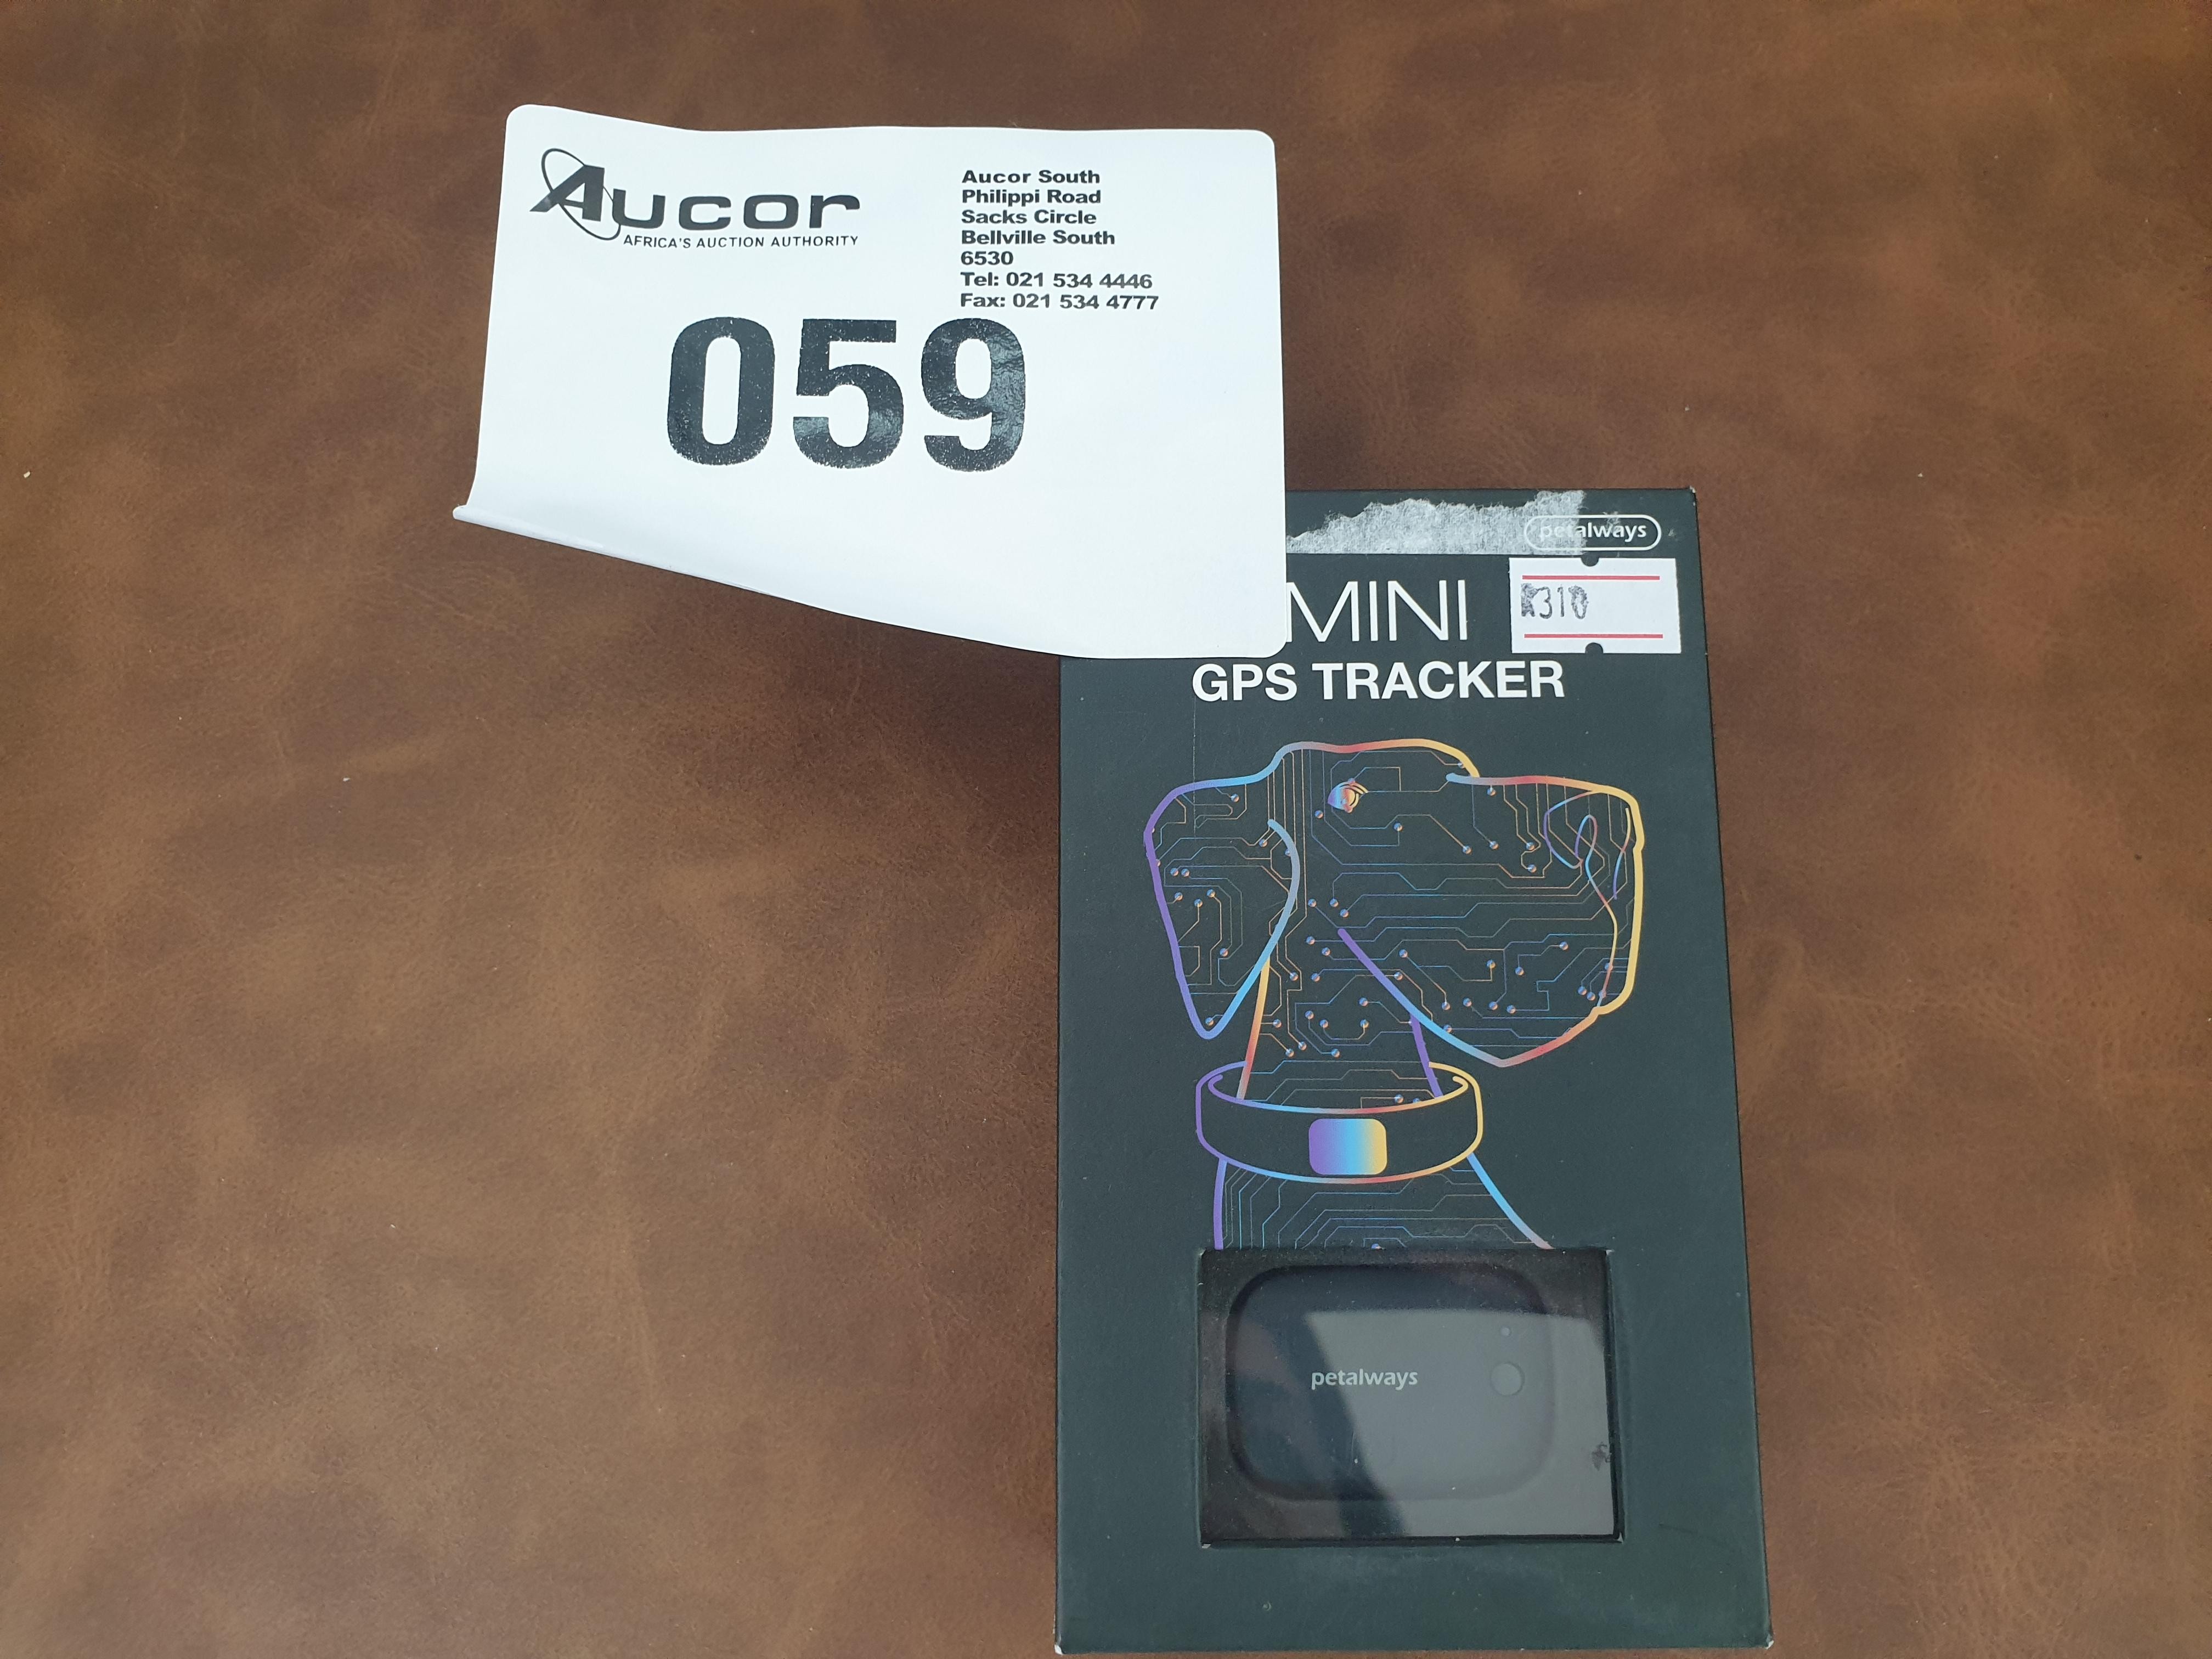 Aucor
AFRICA'S AUCTION AUTHORITY
Aucor South
Philippi Road
Sacks Circle
Bellville South
6530
Tel: 021 534 4446
Fax: 021 534 4777
059
petalways
R310
MINI
GPS TRACKER
petalways